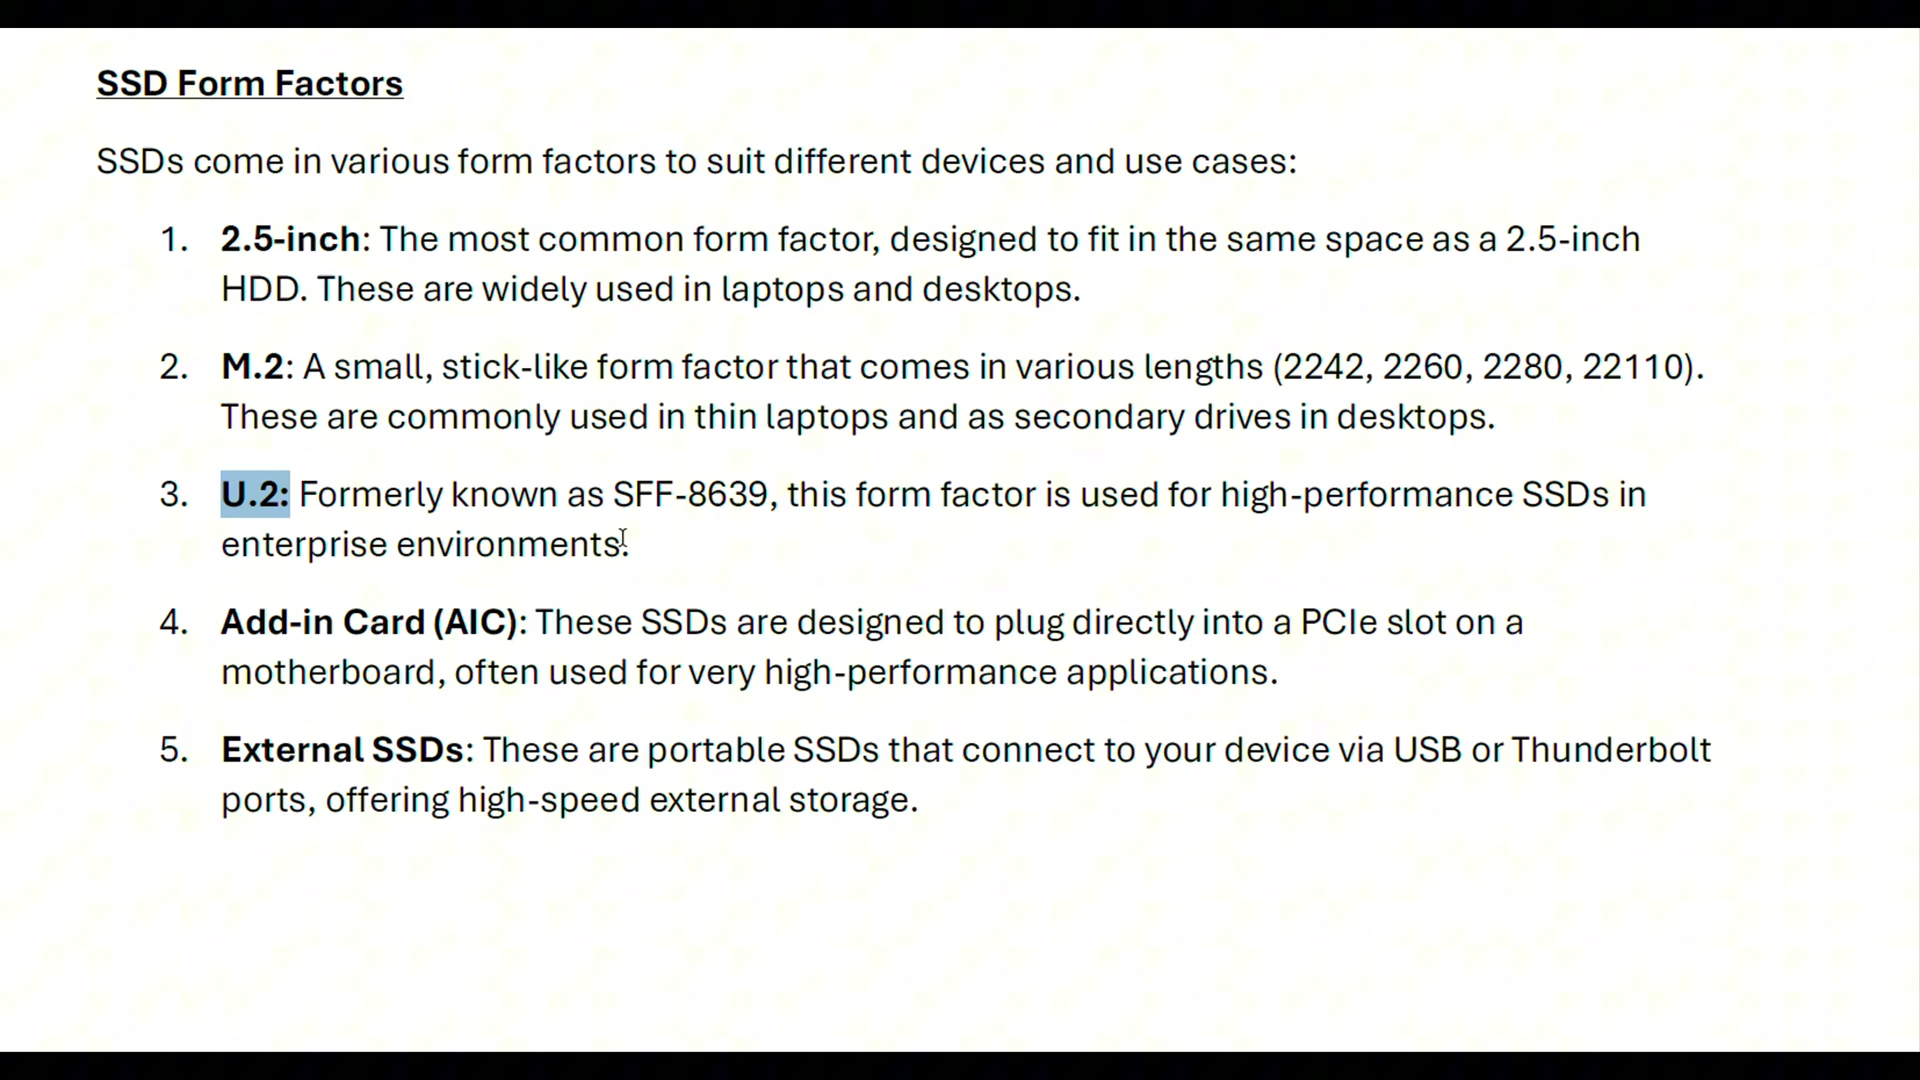 SSD Form Factors
SSDs come in various form factors to suit different devices and use cases:
1. 2.5-inch: The most common form factor, designed to fit in the same space as a 2.5-inch
HDD. These are widely used in laptops and desktops.
2. M.2: A small, stick-like form factor that comes in various lengths (2242, 2260, 2280, 22110).
These are commonly used in thin laptops and as secondary drives in desktops.
3. U.2: Formerly known as SFF-8639, this form factor is used for high-performance SSDs in
enterprise environments.
4. Add-in Card (AIC): These SSDs are designed to plug directly into a PCIe slot on a
motherboard, often used for very high-performance applications.
5. External SSDs: These are portable SSDs that connect to your device via USB or Thunderbolt
ports, offering high-speed external storage.